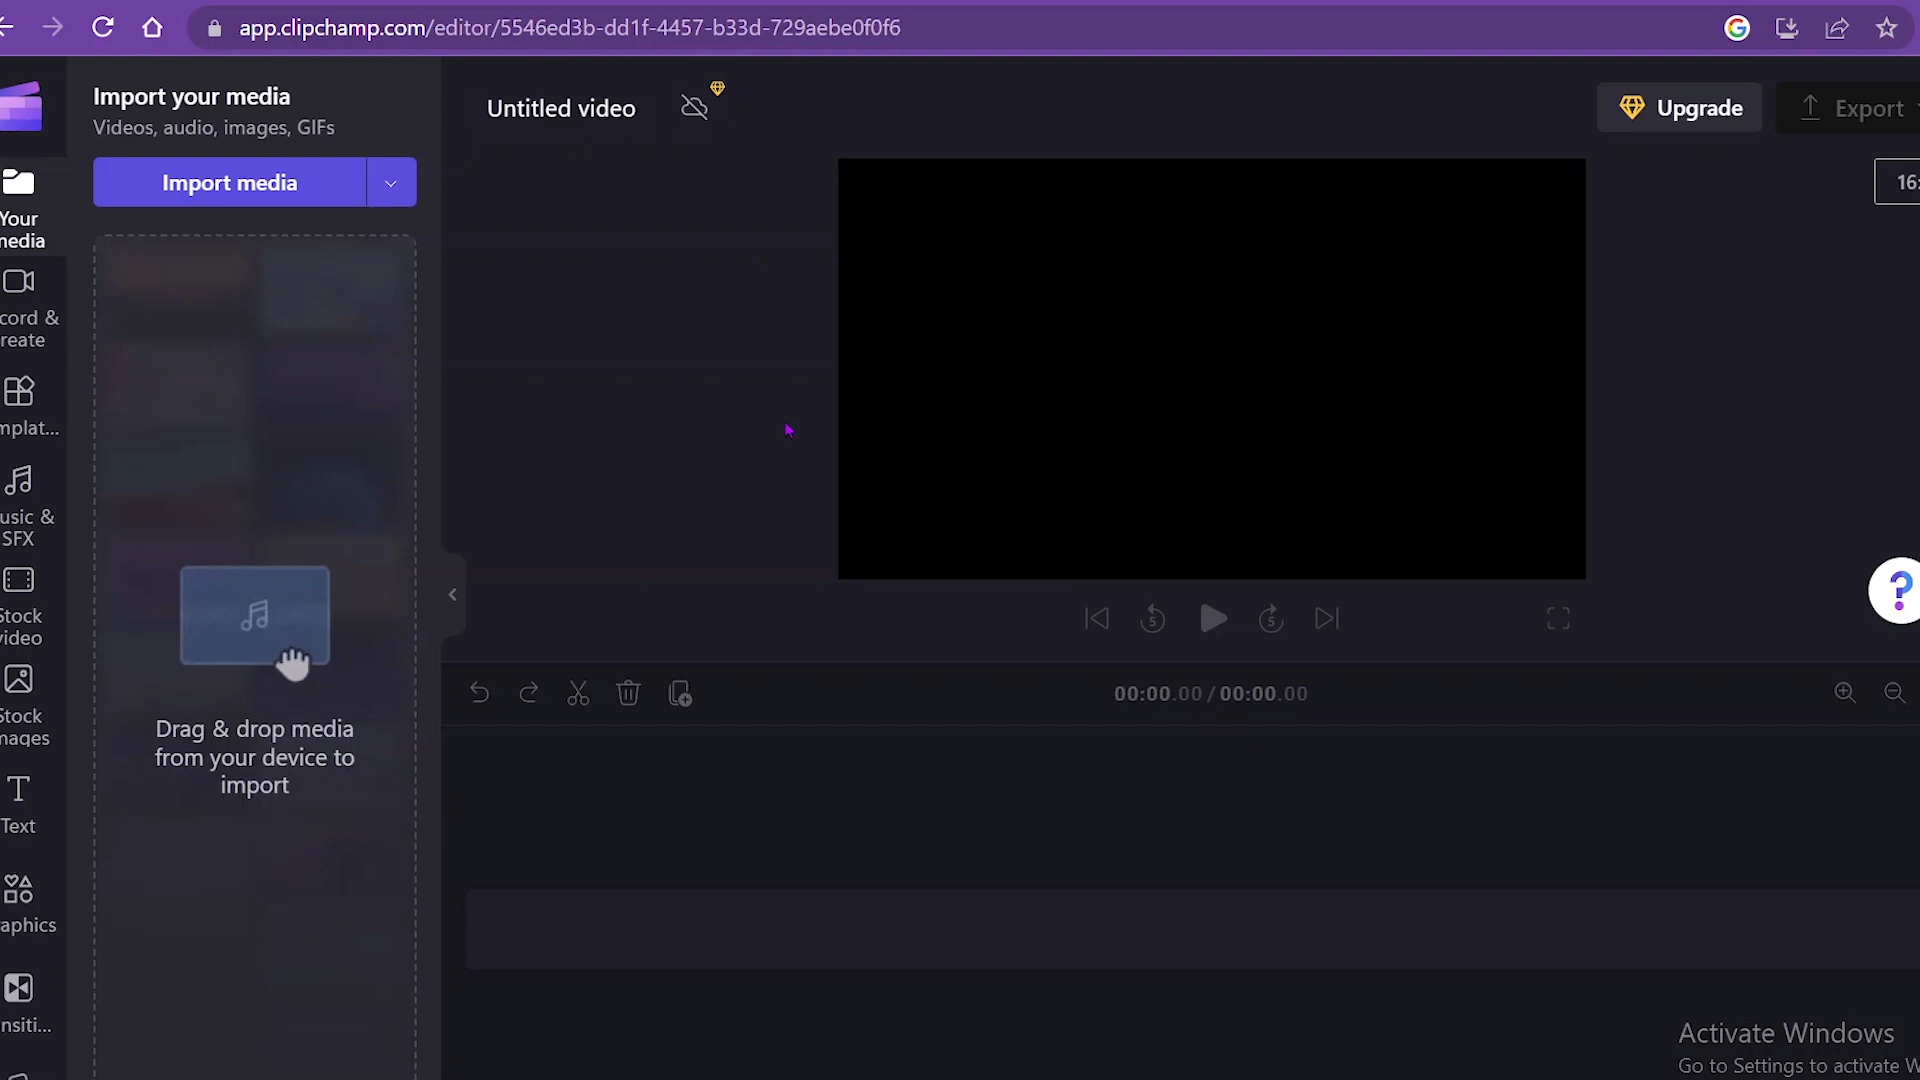 app.clipchamp.com/editor/5546ed3b-dd1f-4457-b33d-729aebe0f0f6
Import your media
Videos, audio, images, GIFs
Import media
Untitled video
Upgrade
Export
16:
Your
media
cord &
reate
mplat...
usic &
SFX
Stock
video
Stock
mages
Text
aphics
nsiti...
Drag & drop media
from your device to
import
5
5
00:00.00 / 00:00.00
?
Activate Windows
Go to Settings to activate W